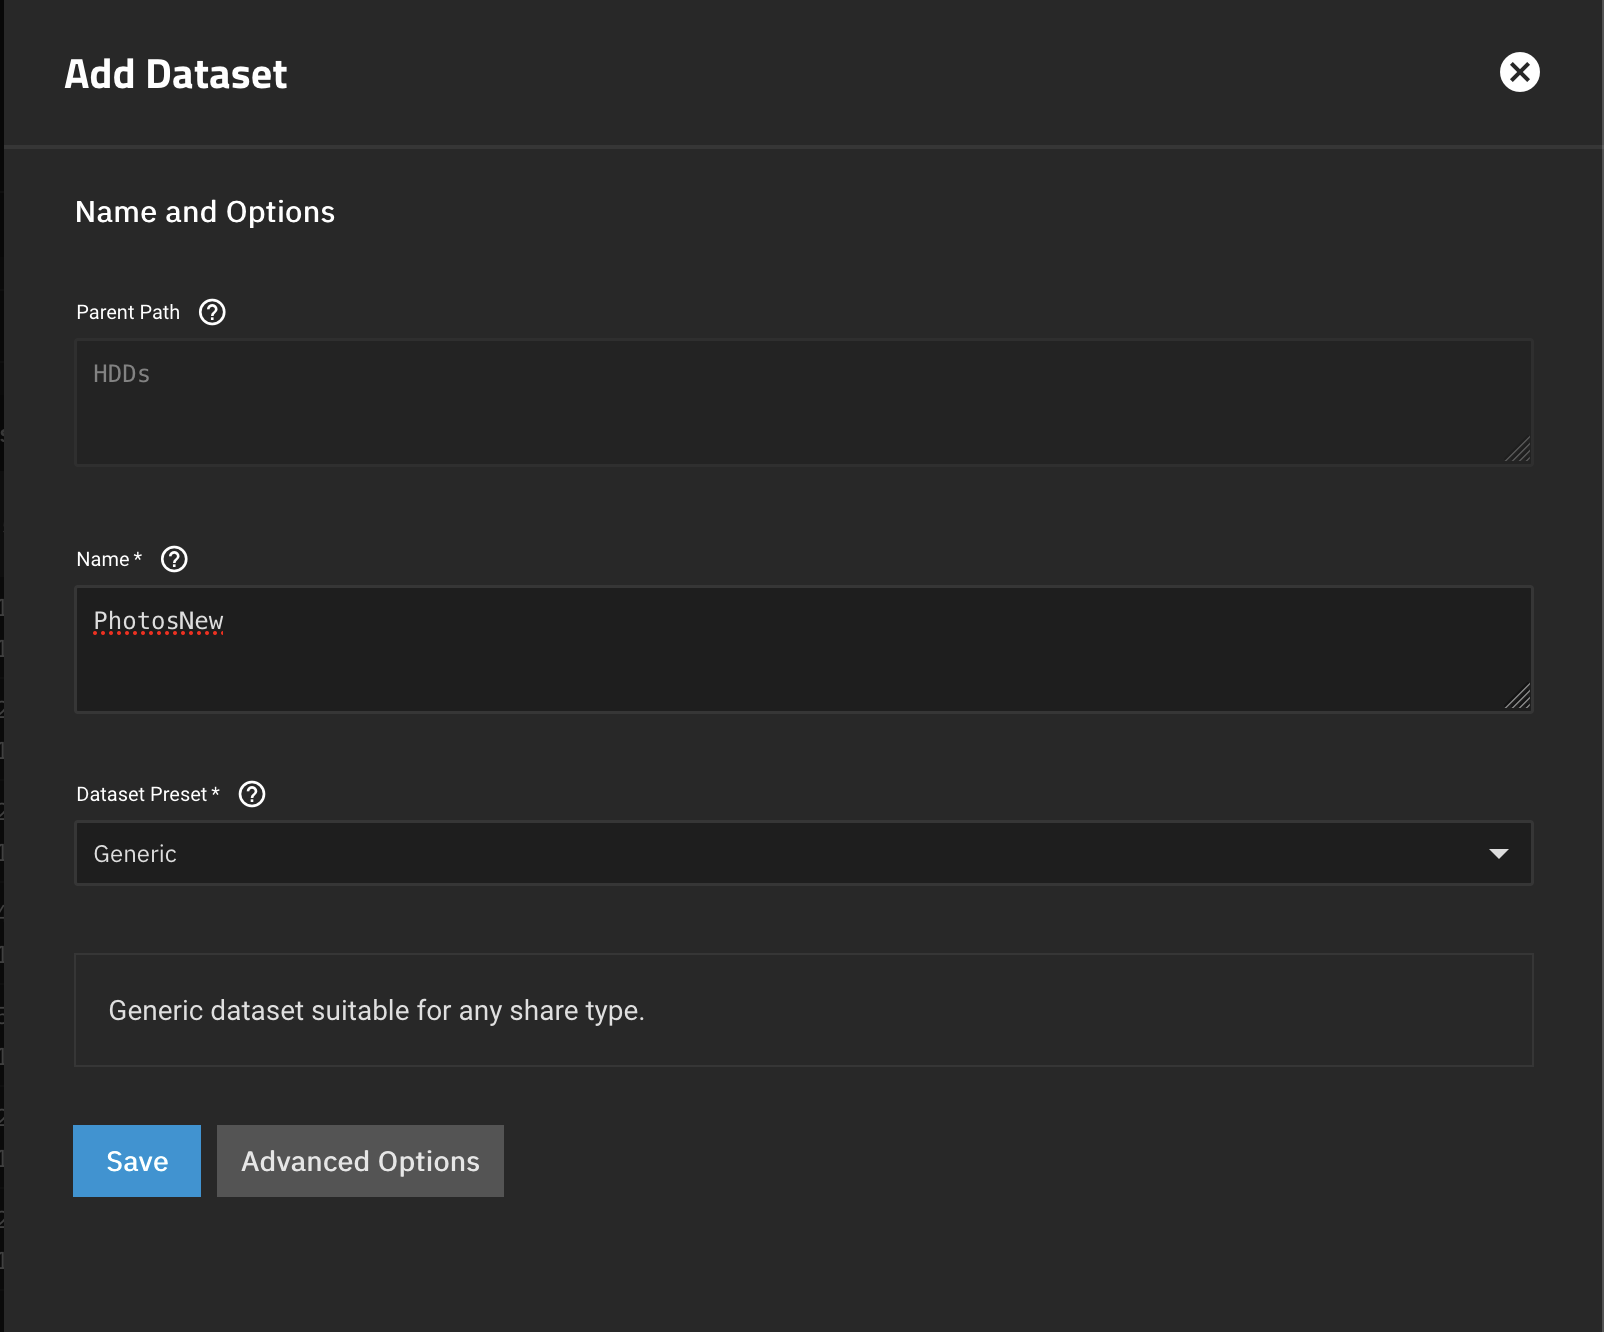 Add Dataset
Name and Options
Parent Path
HDDs
Name *
PhotosNew
Dataset Preset *
Generic
Generic dataset suitable for any share type.
Save
Advanced Options